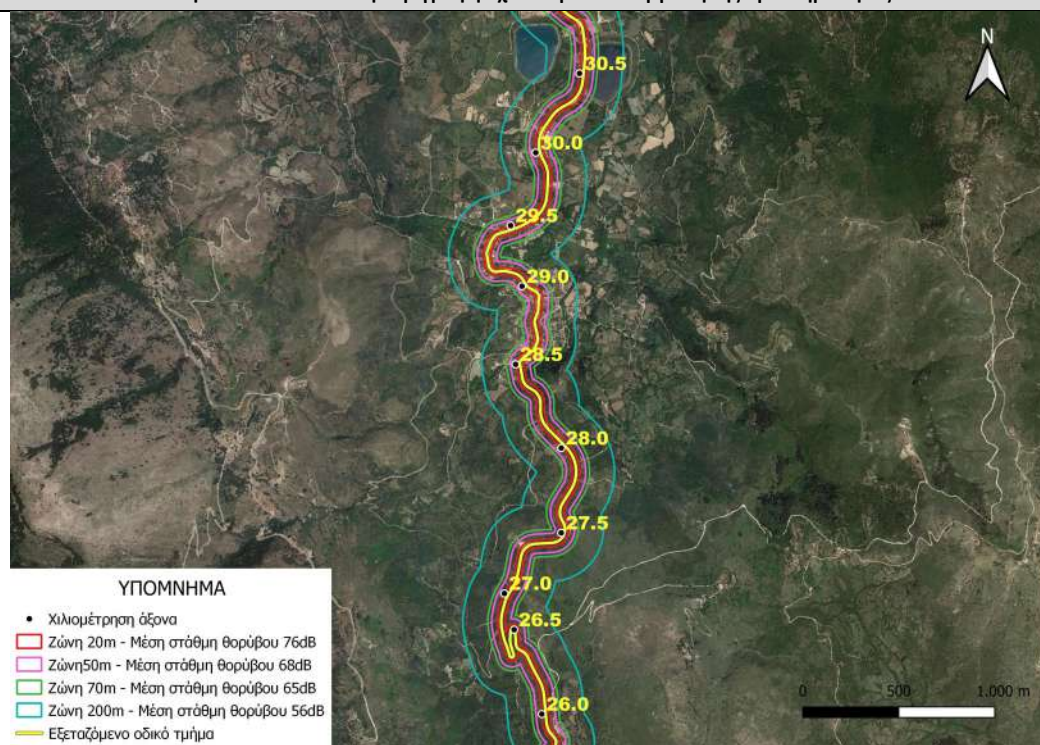 N
30.5
30.0
29.5
29.0
28.5
28.0
27.5
27.0
26.5
26.0
ΥΠΟΜΝΗΜΑ
Χιλιομέτρηση άξονα
Ζώνη 20m - Μέση στάθμη θορύβου 76dB
Ζώνη50m - Μέση στάθμη θορύβου 68dB
Ζώνη 70m - Μέση στάθμη θορύβου 65dB
Ζώνη 200m - Μέση στάθμη θορύβου 56dB
Εξεταζόμενο οδικό τμήμα
0 500 1.000 m